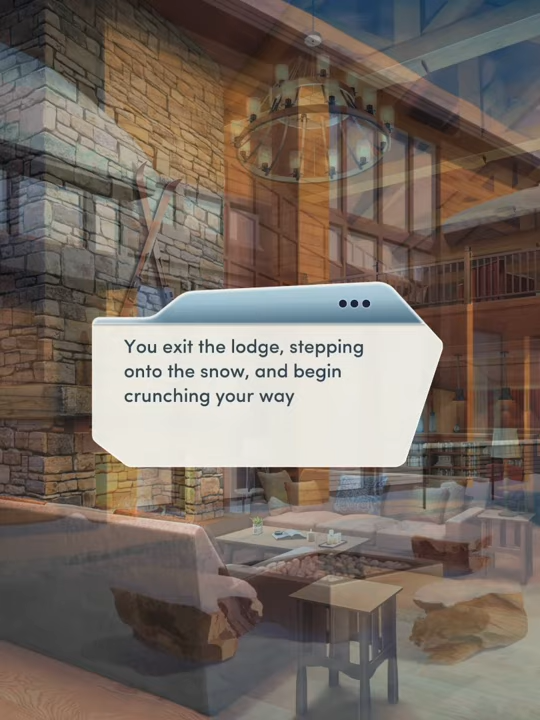 You exit the lodge, stepping
onto the snow, and begin
crunching your way